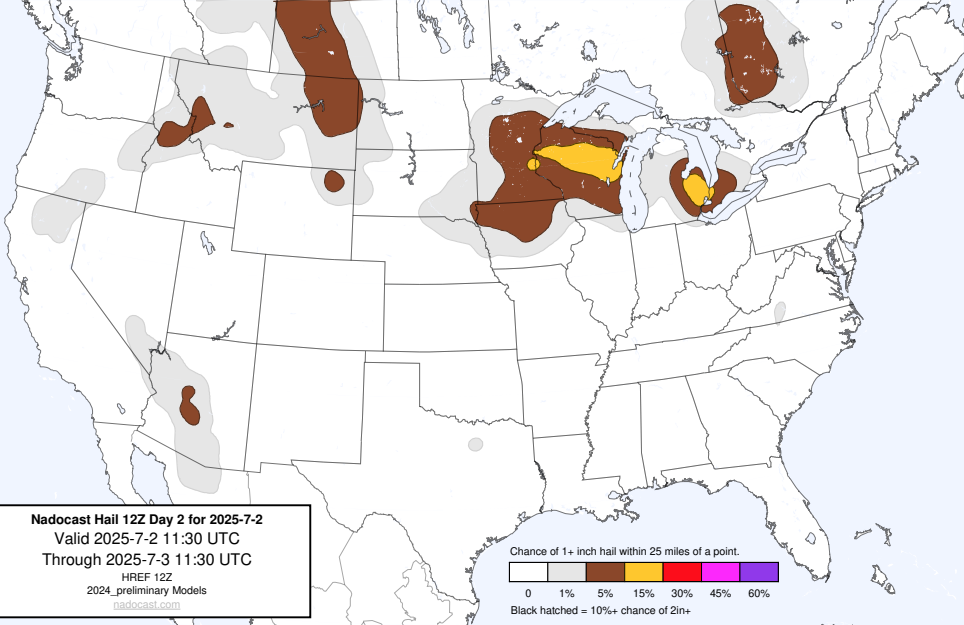 Nadocast Hail 12Z Day 2 for 2025-7-2
Valid 2025-7-2 11:30 UTC
Through 2025-7-3 11:30 UTC
HREF 12Z
2024_preliminary Models
nadocast.com
Chance of 1+ inch hail within 25 miles of a point.
0 1% 5% 15% 30% 45% 60%
Black hatched = 10%+ chance of 2in+